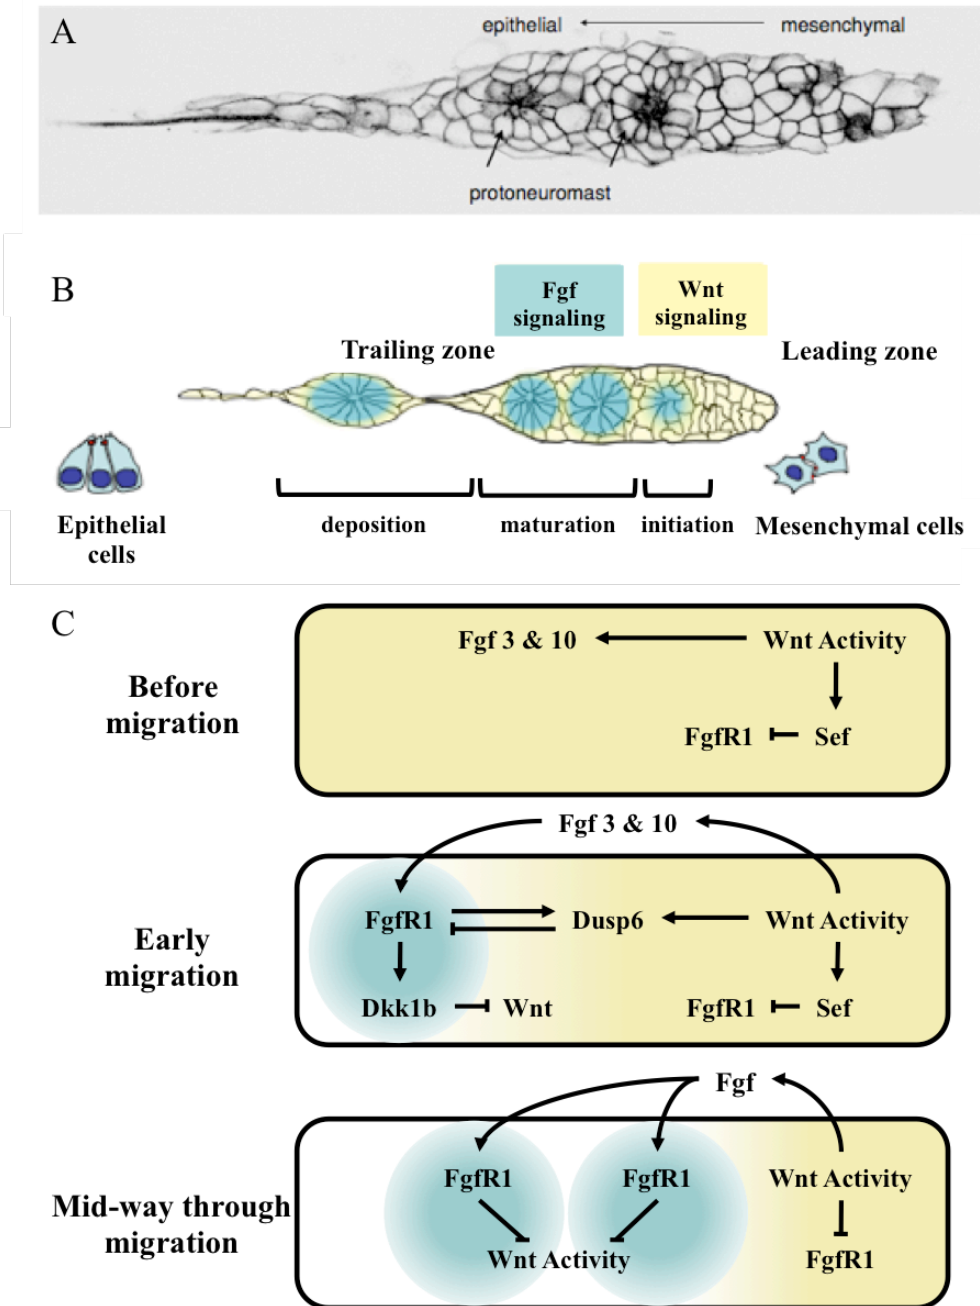 A
epithelial
mesenchymal
protoneuromast
B
Fgf
signaling
Wnt
signaling
Trailing zone
Leading zone
Epithelial
cells
deposition
maturation
initiation
Mesenchymal cells
C
Before
migration
Fgf 3 & 10
Wnt Activity
FgfR1
Sef
Early
migration
Fgf 3 & 10
FgfR1
Dusp6
Wnt Activity
Dkk1b
Wnt
FgfR1
Sef
Mid-way through
migration
Fgf
FgfR1
FgfR1
Wnt Activity
Wnt Activity
FgfR1